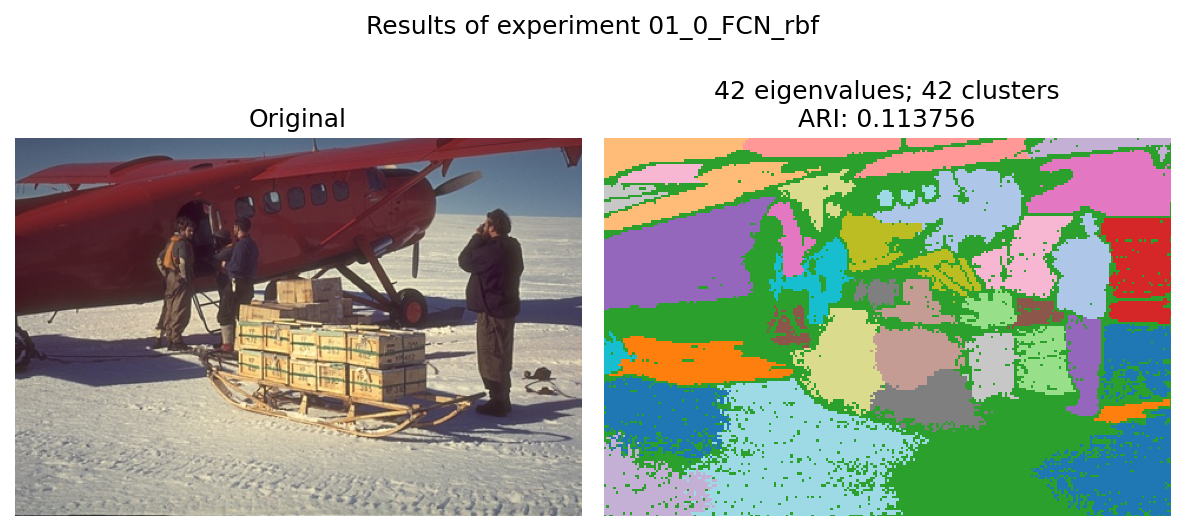 Results of experiment 01_0_FCN_rbf
Original
42 eigenvalues; 42 clusters
ARI: 0.113756